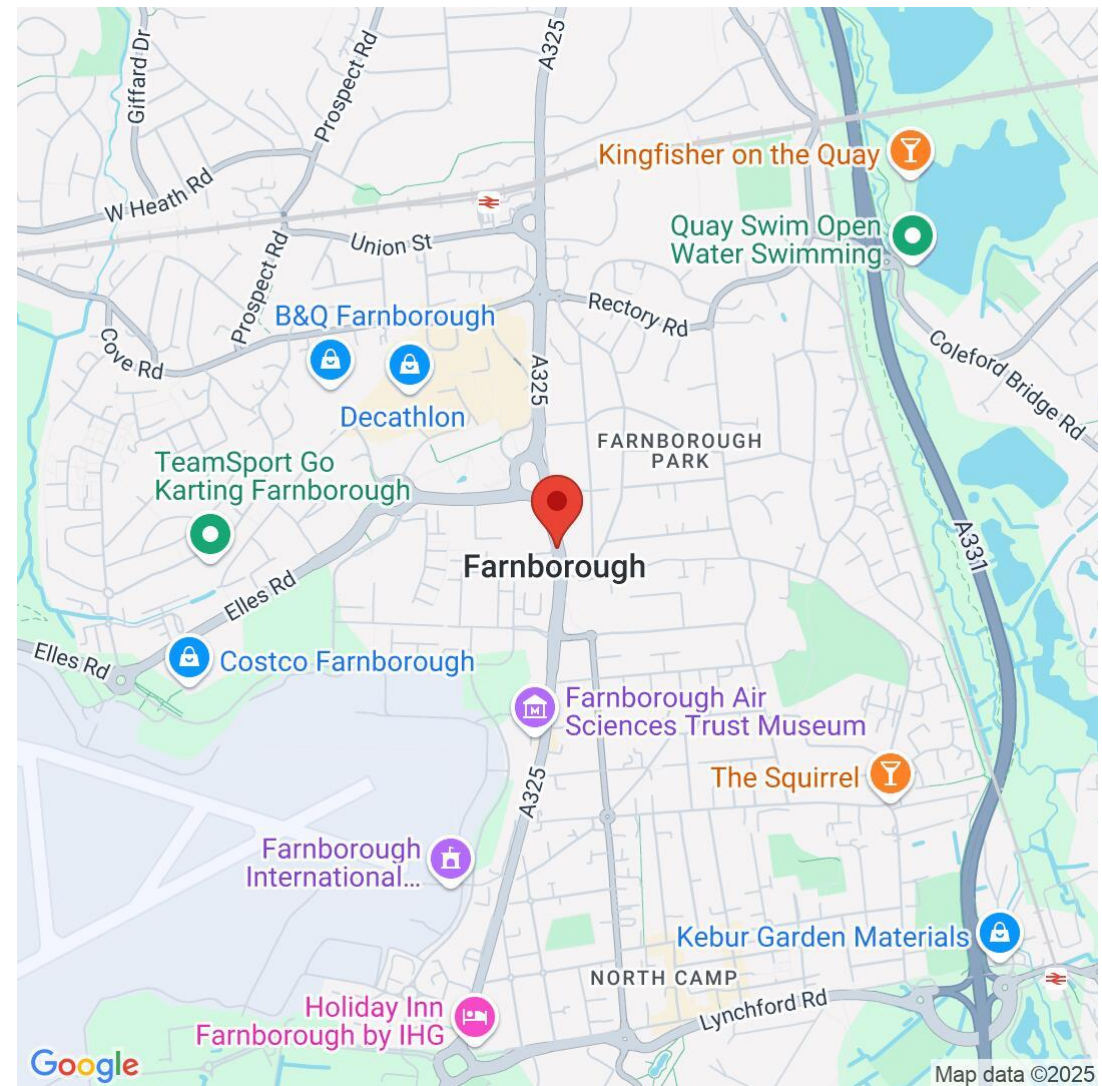 A325
Giffard Dr
Prospect Rd
Kingfisher on the Quay
W Heath Rd
Quay Swim Open
Water Swimming
Union St
Prospect Rd
Rectory Rd
B&Q Farnborough
Cove Rd
Coleford Bridge Rd
A325
Decathlon
FARNBOROUGH
PARK
TeamSport Go
Karting Farnborough
A331
Farnborough
Elles Rd
Elles Rd
Costco Farnborough
Farnborough Air
Sciences Trust Museum
The Squirrel
A325
Farnborough
International...
Kebur Garden Materials
NORTH CAMP
Lynchford Rd
Holiday Inn
Farnborough by IHG
Google
Map data ©2025